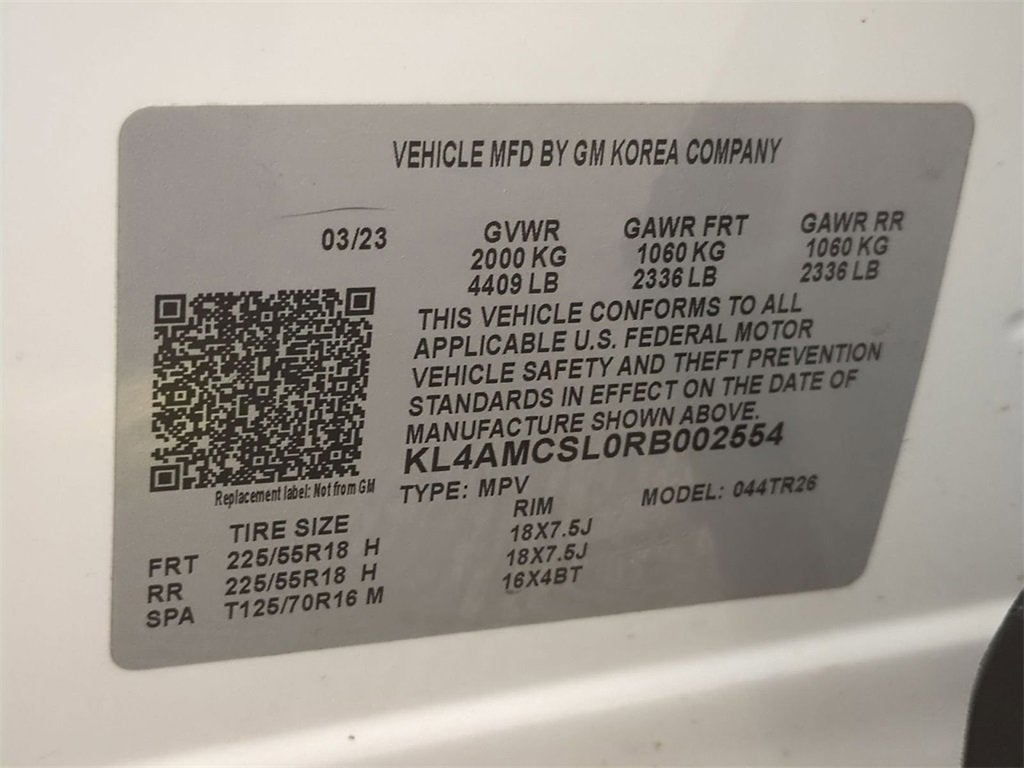 VEHICLE MFD BY GM KOREA COMPANY
03/23 GVWR GAWR FRT GAWR RR
2000 KG 1060 KG 1060 KG
4409 LB 2336 LB 2336 LB
THIS VEHICLE CONFORMS TO ALL
APPLICABLE U.S. FEDERAL MOTOR
VEHICLE SAFETY AND THEFT PREVENTION
STANDARDS IN EFFECT ON THE DATE OF
MANUFACTURE SHOWN ABOVE.
KL4AMCSL0RB002554
Replacement label: Not from GM
TYPE: MPV MODEL: 044TR26
TIRE SIZE RIM
FRT 225/55R18 H 18X7.5J
RR 225/55R18 H 18X7.5J
SPA T125/70R16 M 16X4BT